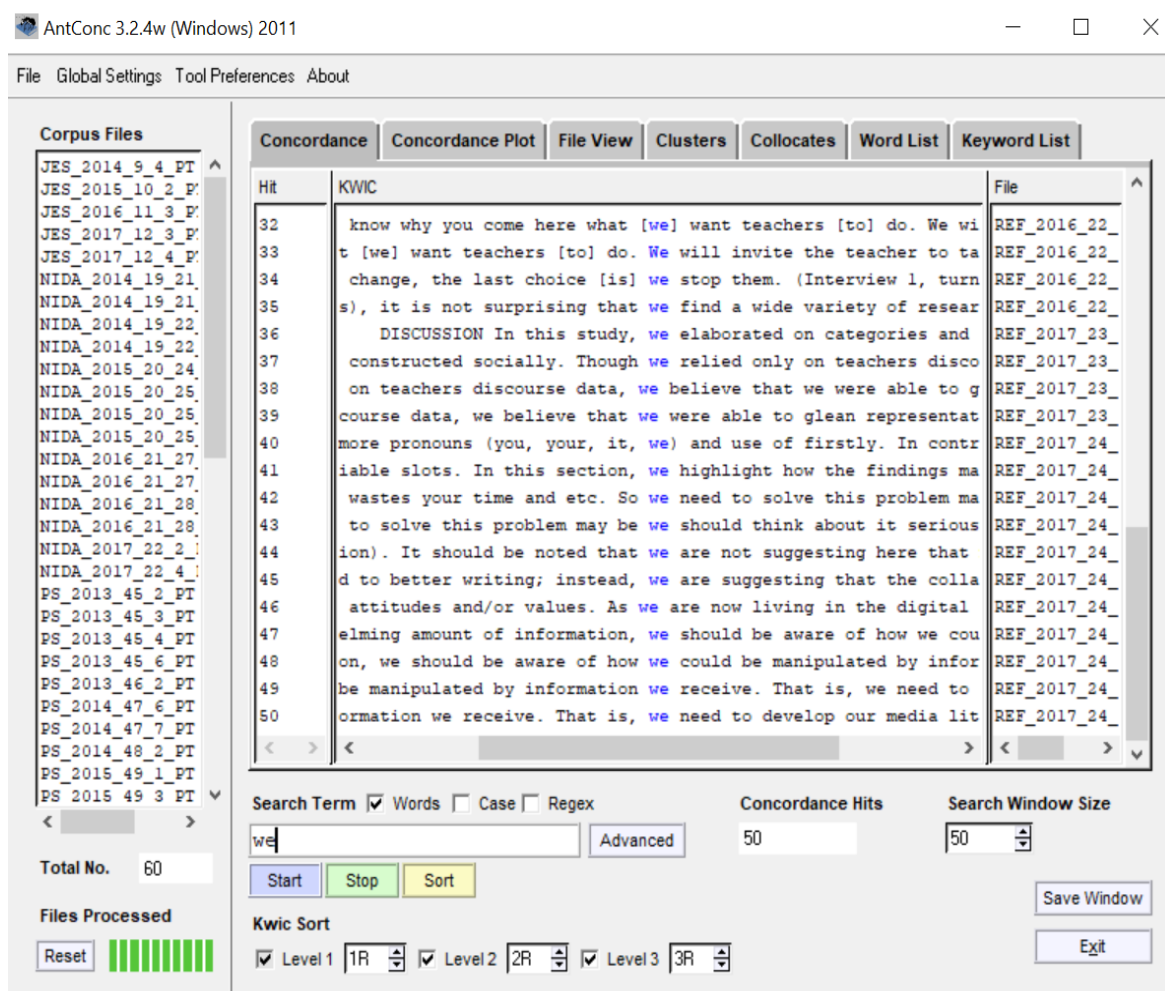 AntConc 3.2.4w (Windows) 2011
File Global Settings Tool Preferences About
Corpus Files
JES_2014_9_4_PT
JES_2015_10_2_P
JES_2016_11_3_P
JES_2017_12_3_P
JES_2017_12_4_P
NIDA_2014_19_21_
NIDA_2014_19_21_
NIDA_2014_19_22_
NIDA_2014_19_22_
NIDA_2015_20_24_
NIDA_2015_20_25_
NIDA_2015_20_25_
NIDA_2015_20_25_
NIDA_2016_21_27_
NIDA_2016_21_27_
NIDA_2016_21_28_
NIDA_2016_21_28_
NIDA_2017_22_2_
NIDA_2017_22_4_
PS_2013_45_2_PT
PS_2013_45_3_PT
PS_2013_45_4_PT
PS_2013_45_6_PT
PS_2013_46_2_PT
PS_2014_47_6_PT
PS_2014_47_7_PT
PS_2014_48_2_PT
PS_2015_49_1_PT
PS 2015 49 3 PT
Total No. 60
Files Processed
Reset
Concordance Concordance Plot File View Clusters Collocates Word List Keyword List
Hit KWIC File
32 know why you come here what [we] want teachers [to] do. We wi REF_2016_22_
33 t [we] want teachers [to] do. We will invite the teacher to ta REF_2016_22_
34 change, the last choice [is] we stop them. (Interview 1, turn REF_2016_22_
35 s), it is not surprising that we find a wide variety of resear REF_2016_22_
36 DISCUSSION In this study, we elaborated on categories and REF_2017_23_
37 constructed socially. Though we relied only on teachers disco REF_2017_23_
38 on teachers discourse data, we believe that we were able to g REF_2017_23_
39 course data, we believe that we were able to glean representat REF_2017_23_
40 more pronouns (you, your, it, we) and use of firstly. In contr REF_2017_24_
41 iable slots. In this section, we highlight how the findings ma REF_2017_24_
42 wastes your time and etc. So we need to solve this problem ma REF_2017_24_
43 to solve this problem may be we should think about it serious REF_2017_24_
44 ion). It should be noted that we are not suggesting here that REF_2017_24_
45 d to better writing; instead, we are suggesting that the colla REF_2017_24_
46 attitudes and/or values. As we are now living in the digital REF_2017_24_
47 elming amount of information, we should be aware of how we cou REF_2017_24_
48 on, we should be aware of how we could be manipulated by infor REF_2017_24_
49 be manipulated by information we receive. That is, we need to REF_2017_24_
50 ormation we receive. That is, we need to develop our media lit REF_2017_24_
Search Term Words Case Regex Concordance Hits Search Window Size
we Advanced 50 50
Start Stop Sort
Save Window
Kwic Sort
Exit
Level 1 1R Level 2 2R Level 3 3R